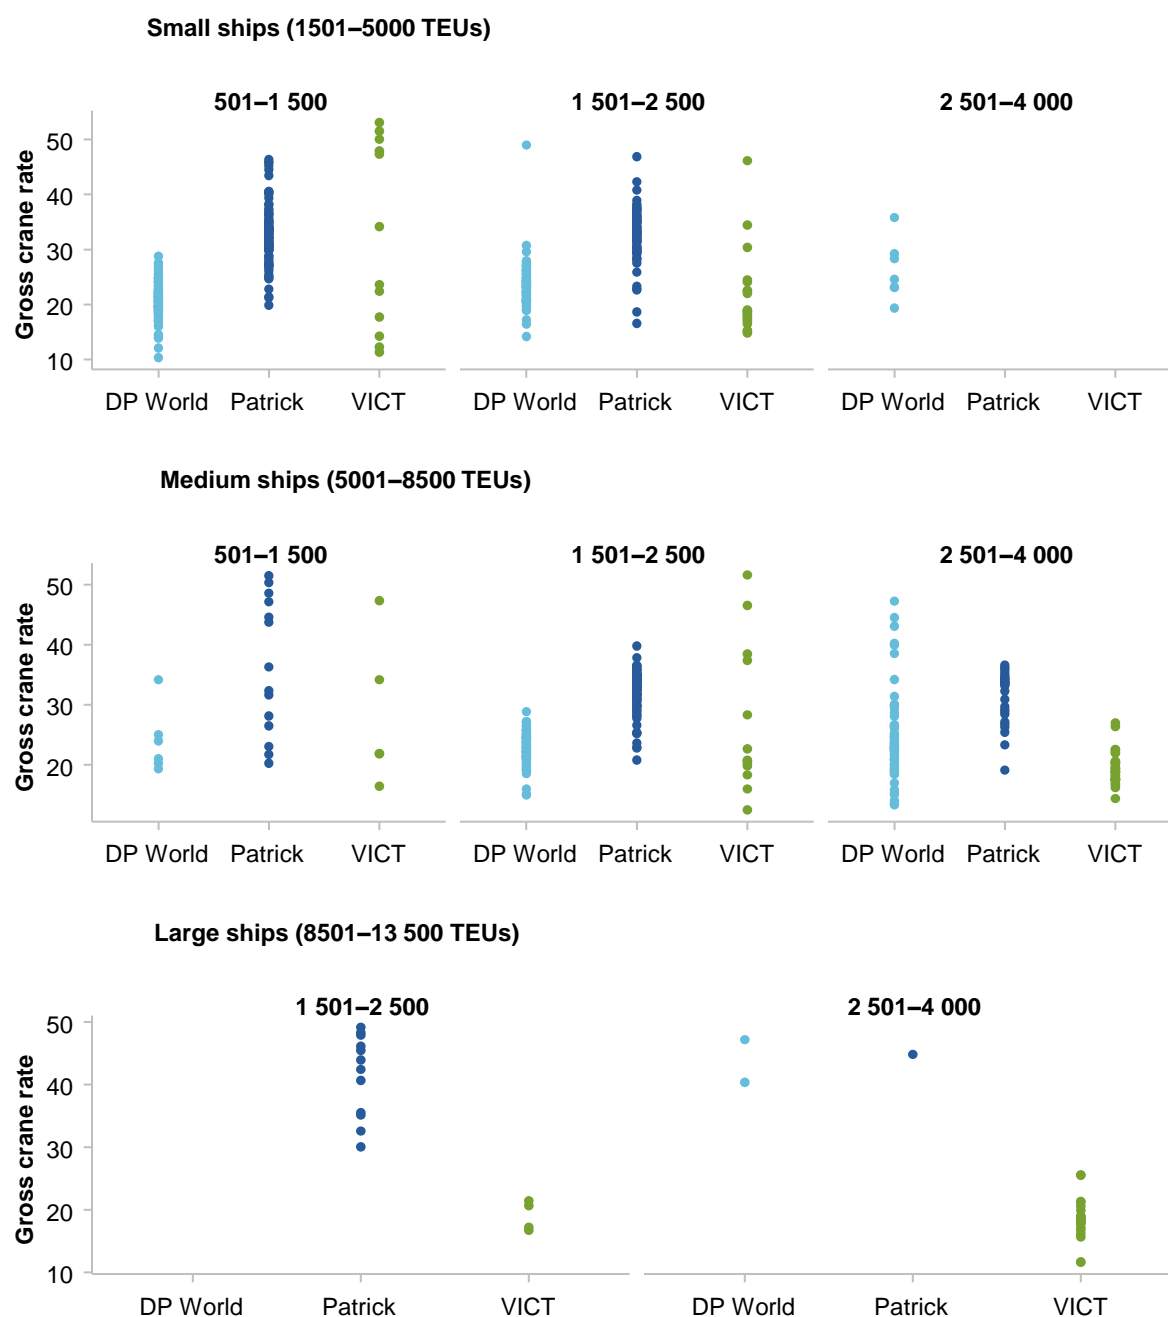 Small ships (1501–5000 TEUs)
501–1 500 1 501–2 500 2 501–4 000
Gross crane rate
50
40
30
20
10
DP World Patrick VICT DP World Patrick VICT DP World Patrick VICT
Medium ships (5001–8500 TEUs)
501–1 500 1 501–2 500 2 501–4 000
Gross crane rate
50
40
30
20
DP World Patrick VICT DP World Patrick VICT DP World Patrick VICT
Large ships (8501–13 500 TEUs)
1 501–2 500 2 501–4 000
Gross crane rate
50
40
30
20
10
DP World Patrick VICT DP World Patrick VICT